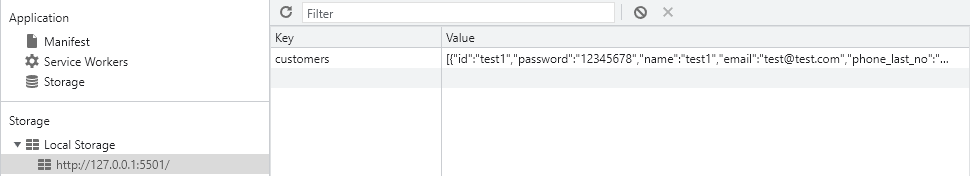 Application
Manifest
Service Workers
Storage
Storage
Local Storage
http://127.0.0.1:5501/
Filter
Key Value
customers [{"id":"test1","password":"12345678","name":"test1","email":"test@test.com","phone_last_no":"...